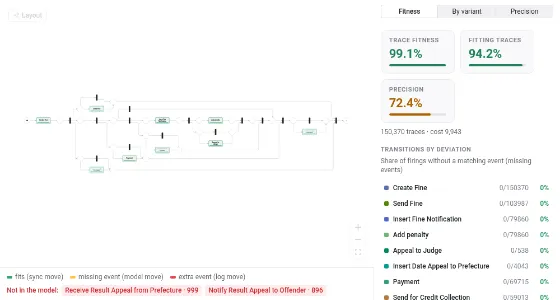 Layout
Fitness
By variant
Precision
TRACE FITNESS
99.1%
FITTING TRACES
94.2%
PRECISION
72.4%
150,370 traces · cost 9,943
TRANSITIONS BY DEVIATION
Share of firings without a matching event (missing
events)
Create Fine 0/150370 0%
Send Fine 0/103987 0%
Insert Fine Notification 0/79860 0%
Add penalty 0/79860 0%
Appeal to Judge 0/538 0%
Insert Date Appeal to Prefecture 0/4043 0%
Payment 0/69715 0%
Send for Credit Collection 0/59013 0%
fits (sync move) missing event (model move) extra event (log move)
Not in the model: Receive Result Appeal from Prefecture · 999 Notify Result Appeal to Offender · 896